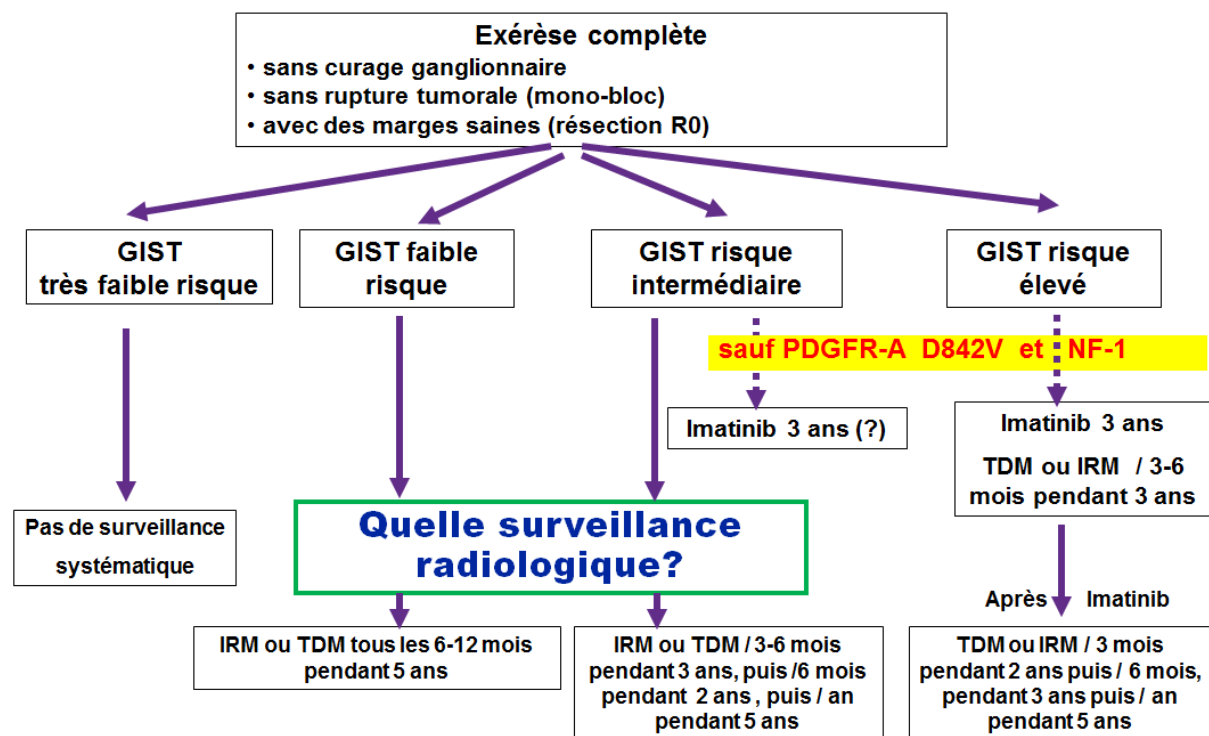 Exérèse complète
• sans curage ganglionnaire
• sans rupture tumorale (mono-bloc)
• avec des marges saines (résection R0)
GIST
très faible risque
GIST faible
risque
GIST risque
intermédiaire
GIST risque
élevé
sauf PDGFR-A D842V et NF-1
Imatinib 3 ans (?)
Imatinib 3 ans
TDM ou IRM / 3-6
mois pendant 3 ans
Pas de surveillance
systématique
Quelle surveillance
radiologique?
Après Imatinib
IRM ou TDM tous les 6-12 mois
pendant 5 ans
IRM ou TDM / 3-6 mois
pendant 3 ans, puis /6 mois
pendant 2 ans , puis / an
pendant 5 ans
TDM ou IRM / 3 mois
pendant 2 ans puis / 6 mois,
pendant 3 ans puis / an
pendant 5 ans